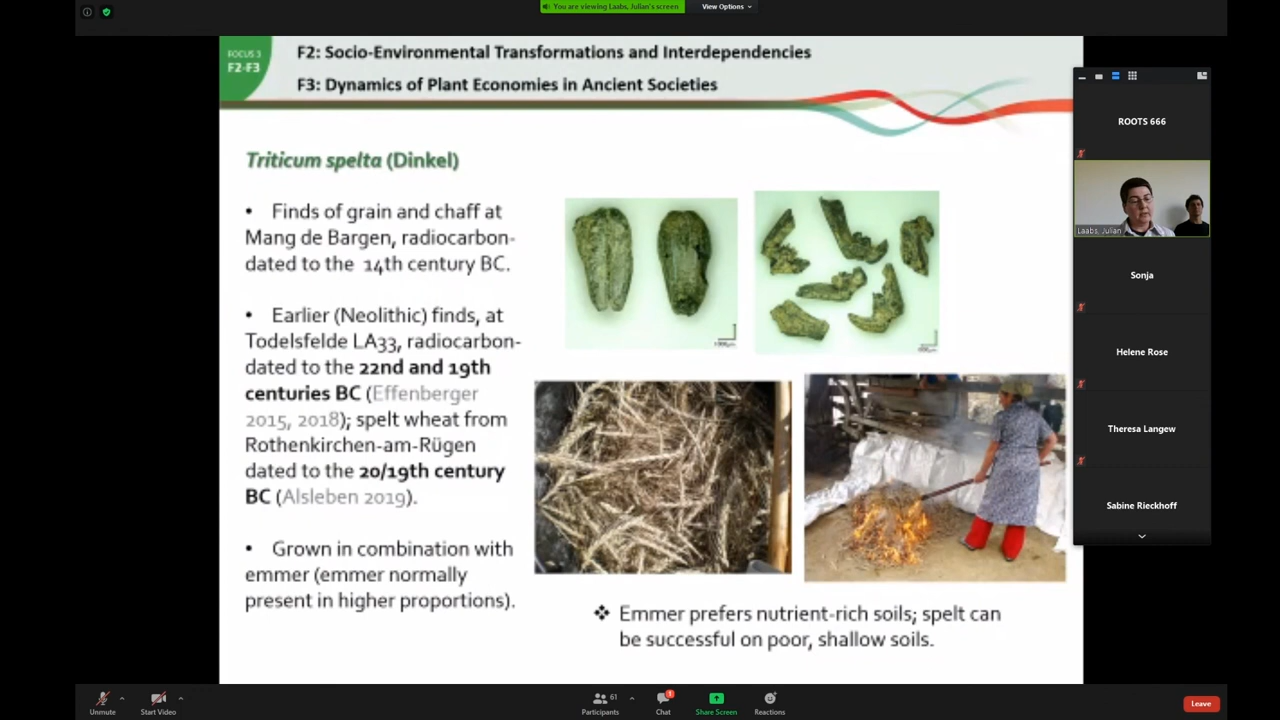 You are viewing Laabs, Julian's screen
View Options
FOCUS 3
F2-F3
F2: Socio-Environmental Transformations and Interdependencies
F3: Dynamics of Plant Economies in Ancient Societies
Triticum spelta (Dinkel)
• Finds of grain and chaff at
Mang de Bargen, radiocarbon-
dated to the 14th century BC.
• Earlier (Neolithic) finds, at
Todelsfelde LA33, radiocarbon-
dated to the 22nd and 19th
centuries BC (Effenberger
2015, 2018); spelt wheat from
Rothenkirchen-am-Rügen
dated to the 20/19th century
BC (Alsleben 2019).
• Grown in combination with
emmer (emmer normally
present in higher proportions).
❖ Emmer prefers nutrient-rich soils; spelt can
be successful on poor, shallow soils.
ROOTS 666
Laabs, Julian
Sonja
Helene Rose
Theresa Langew
Sabine Rieckhoff
Unmute
Start Video
61
Participants
1
Chat
Share Screen
Reactions
Leave